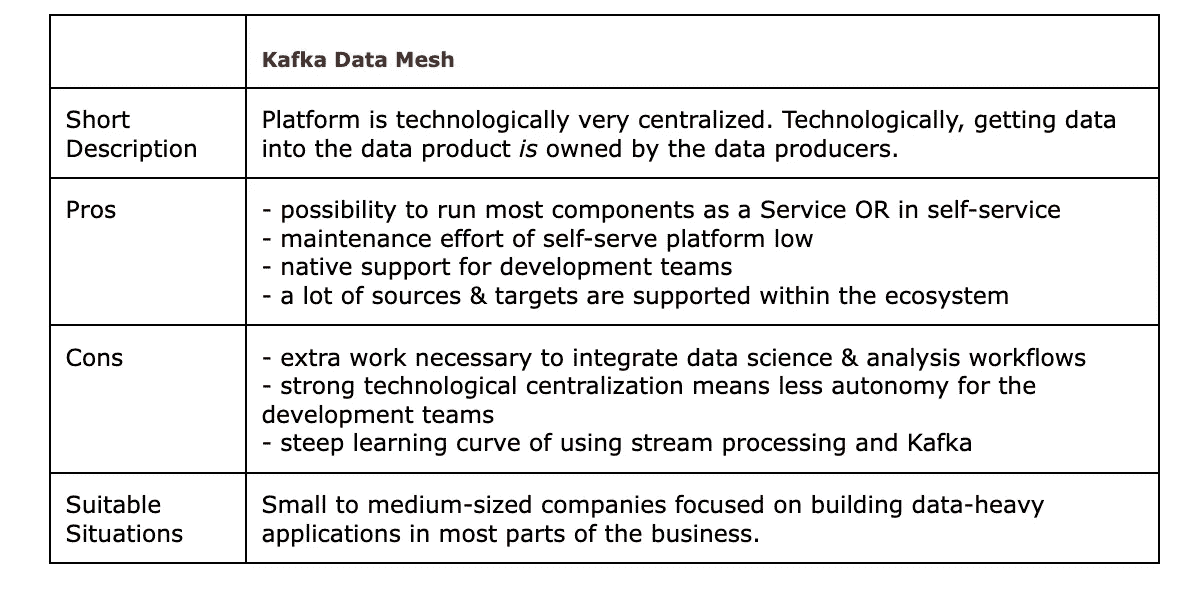 Kafka Data Mesh
Short
Description
Platform is technologically very centralized. Technologically, getting data
into the data product is owned by the data producers.
Pros
- possibility to run most components as a Service OR in self-service
- maintenance effort of self-serve platform low
- native support for development teams
- a lot of sources & targets are supported within the ecosystem
Cons
- extra work necessary to integrate data science & analysis workflows
- strong technological centralization means less autonomy for the
development teams
- steep learning curve of using stream processing and Kafka
Suitable
Situations
Small to medium-sized companies focused on building data-heavy
applications in most parts of the business.